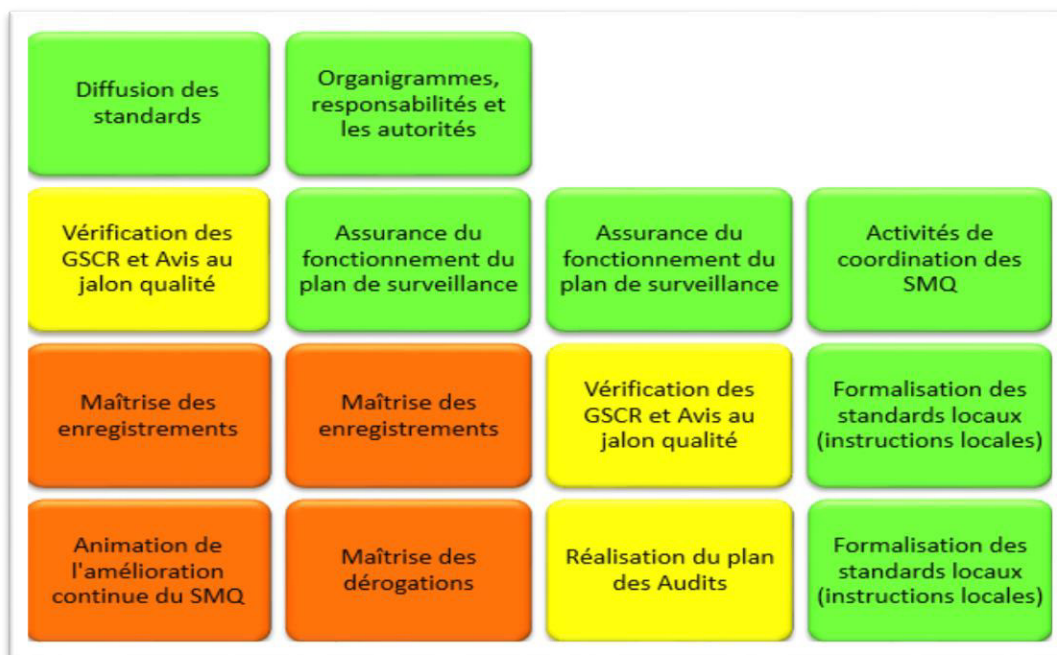 Diffusion des
standards
Organigrammes,
responsabilités et
les autorités
Vérification des
GSCR et Avis au
jalon qualité
Assurance du
fonctionnement du
plan de surveillance
Assurance du
fonctionnement du
plan de surveillance
Activités de
coordination des
SMQ
Maîtrise des
enregistrements
Maîtrise des
enregistrements
Vérification des
GSCR et Avis au
jalon qualité
Formalisation des
standards locaux
(instructions locales)
Animation de
l'amélioration
continue du SMQ
Maîtrise des
dérogations
Réalisation du plan
des Audits
Formalisation des
standards locaux
(instructions locales)